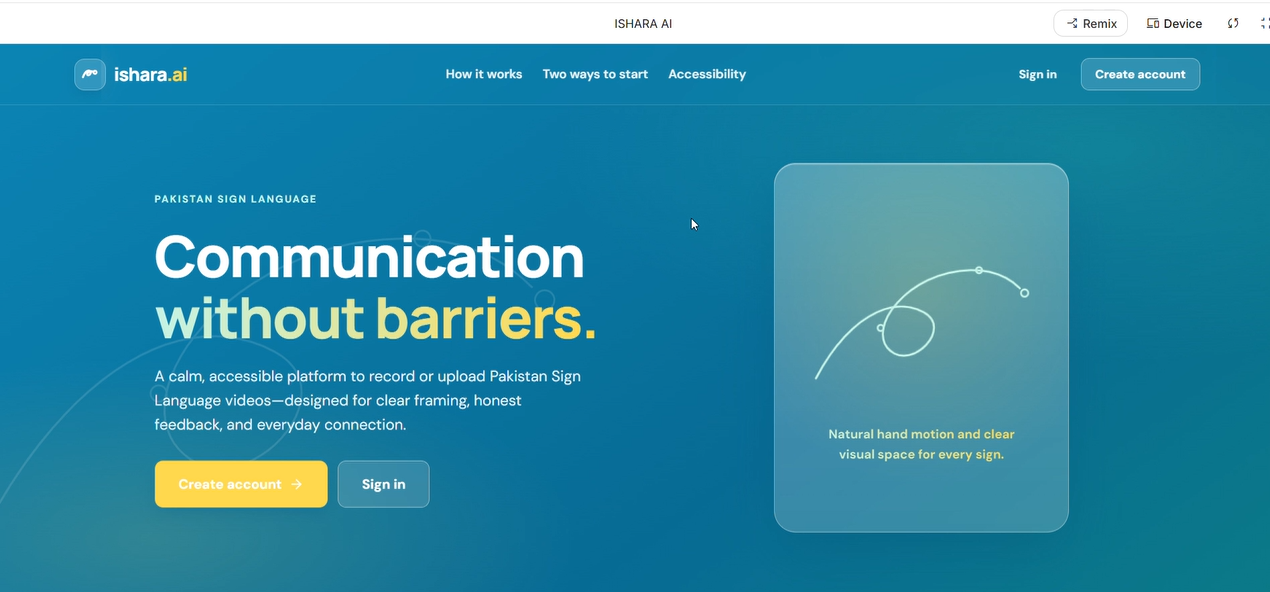 ISHARA AI
Remix
Device
ishara.ai
How it works
Two ways to start
Accessibility
Sign in
Create account
PAKISTAN SIGN LANGUAGE
Communication
without barriers.
A calm, accessible platform to record or upload Pakistan Sign
Language videos—designed for clear framing, honest
feedback, and everyday connection.
Create account →
Sign in
Natural hand motion and clear
visual space for every sign.